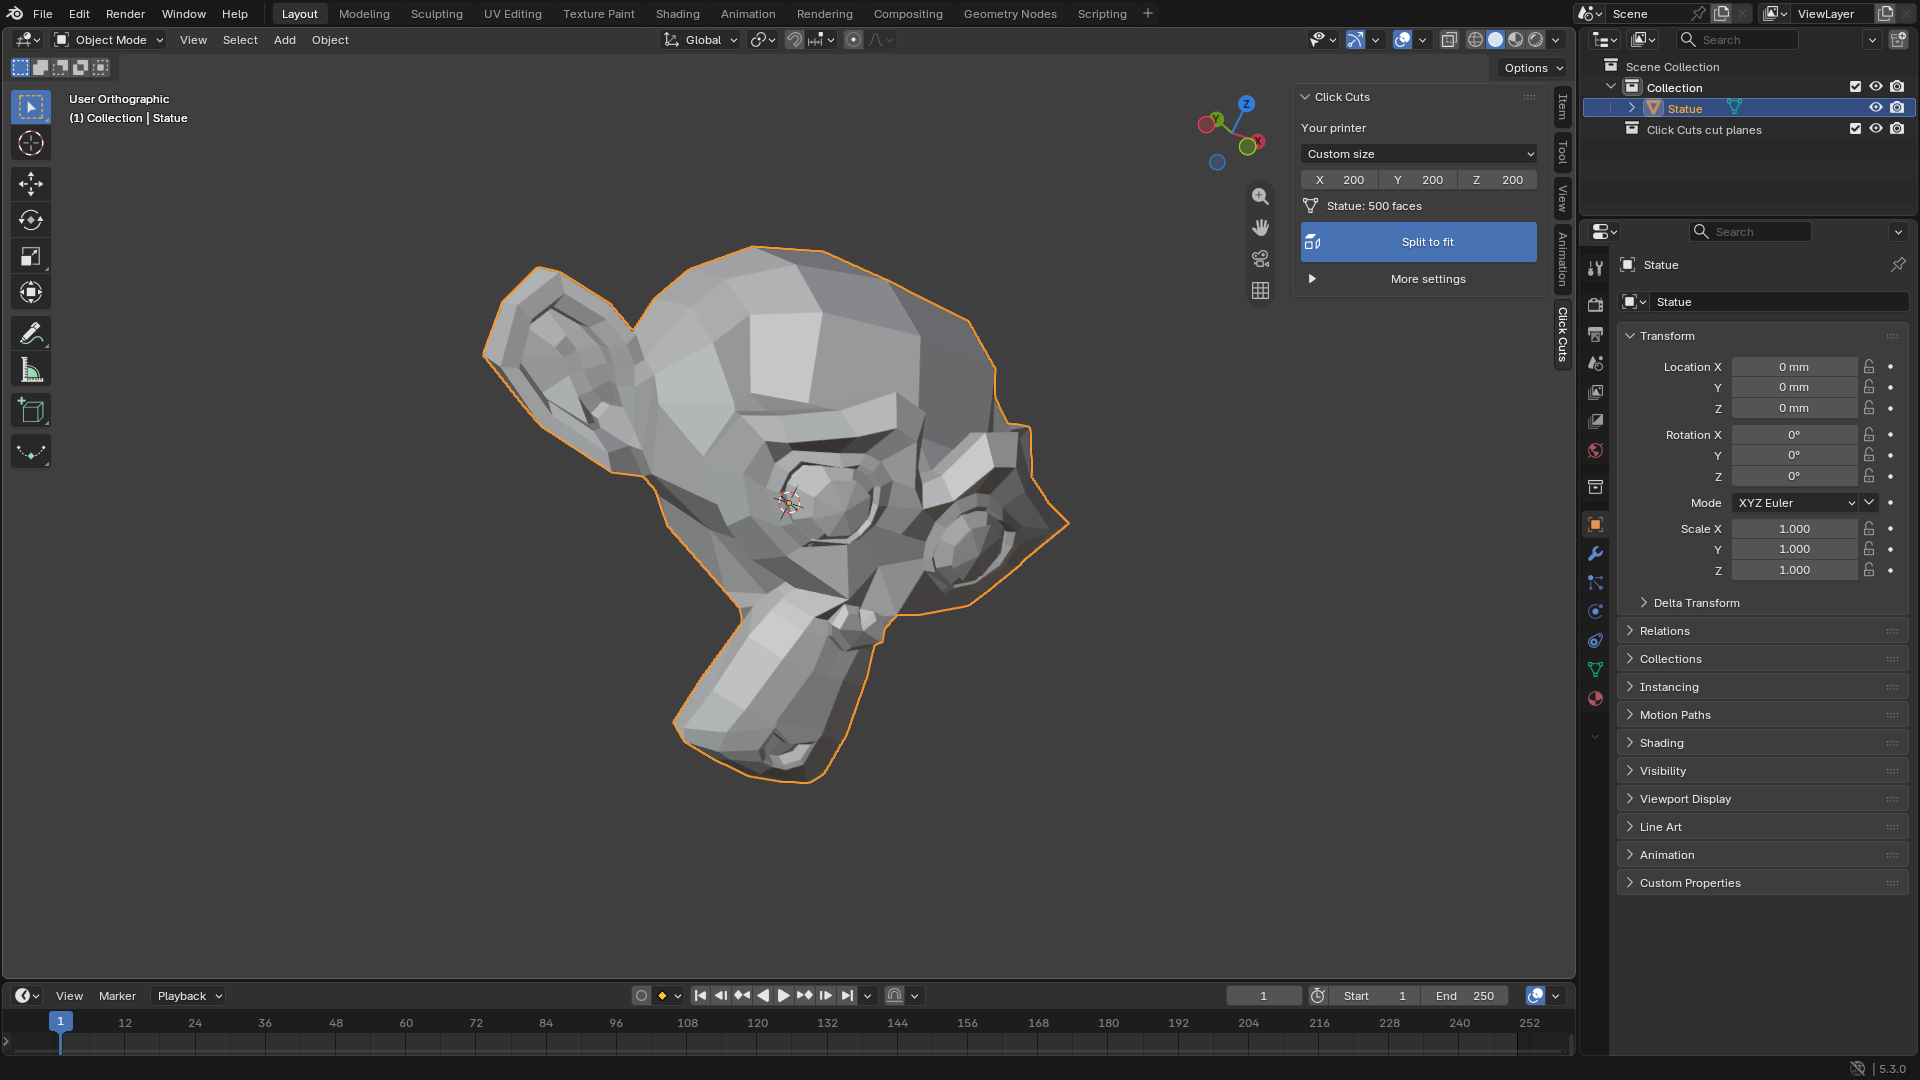 File Edit Render Window Help Layout Modeling Sculpting UV Editing Texture Paint Shading Animation Rendering Compositing Geometry Nodes Scripting + Scene ViewLayer
Object Mode View Select Add Object Global Search
Options
User Orthographic
(1) Collection | Statue
Z
Y
X
Click Cuts
Your printer
Custom size
X 200 Y 200 Z 200
Statue: 500 faces
Split to fit
More settings
Item
Tool
View
Animation
Click Cuts
Scene Collection
Collection
Statue
Click Cuts cut planes
Search
Statue
Statue
Transform
Location X 0 mm
Y 0 mm
Z 0 mm
Rotation X 0°
Y 0°
Z 0°
Mode XYZ Euler
Scale X 1.000
Y 1.000
Z 1.000
Delta Transform
Relations
Collections
Instancing
Motion Paths
Shading
Visibility
Viewport Display
Line Art
Animation
Custom Properties
View Marker Playback 1 Start 1 End 250
1 12 24 36 48 60 72 84 96 108 120 132 144 156 168 180 192 204 216 228 240 252
5.3.0